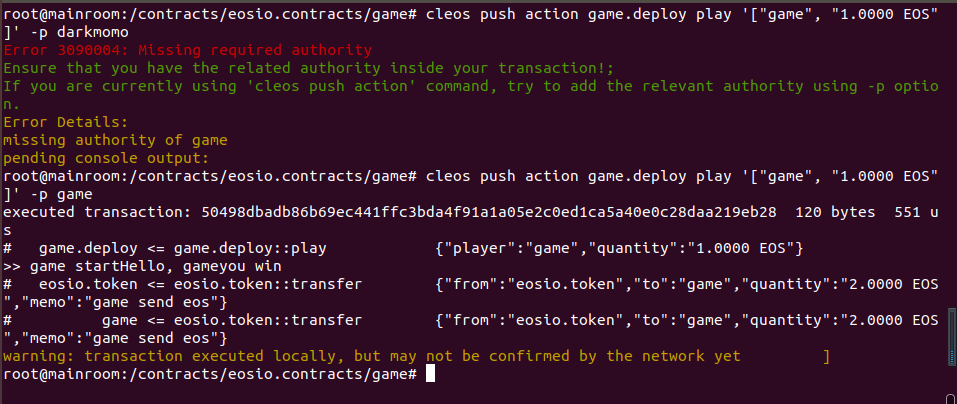 root@mainroom:/contracts/eosio.contracts/game# cleos push action game.deploy play '["game", "1.0000 EOS"
]' -p darkmomo
Error 3090004: Missing required authority
Ensure that you have the related authority inside your transaction!;
If you are currently using 'cleos push action' command, try to add the relevant authority using -p optio
n.
Error Details:
missing authority of game
pending console output:
root@mainroom:/contracts/eosio.contracts/game# cleos push action game.deploy play '["game", "1.0000 EOS"
]' -p game
executed transaction: 50498dbadb86b69ec441ffc3bda4f91a1a05e2c0ed1ca5a40e0c28daa219eb28  120 bytes  551 u
s
#   game.deploy <= game.deploy::play            {"player":"game","quantity":"1.0000 EOS"}
>> game startHello, gameyou win
#   eosio.token <= eosio.token::transfer        {"from":"eosio.token","to":"game","quantity":"2.0000 EOS
","memo":"game send eos"}
#          game <= eosio.token::transfer        {"from":"eosio.token","to":"game","quantity":"2.0000 EOS
","memo":"game send eos"}
warning: transaction executed locally, but may not be confirmed by the network yet         ]
root@mainroom:/contracts/eosio.contracts/game#